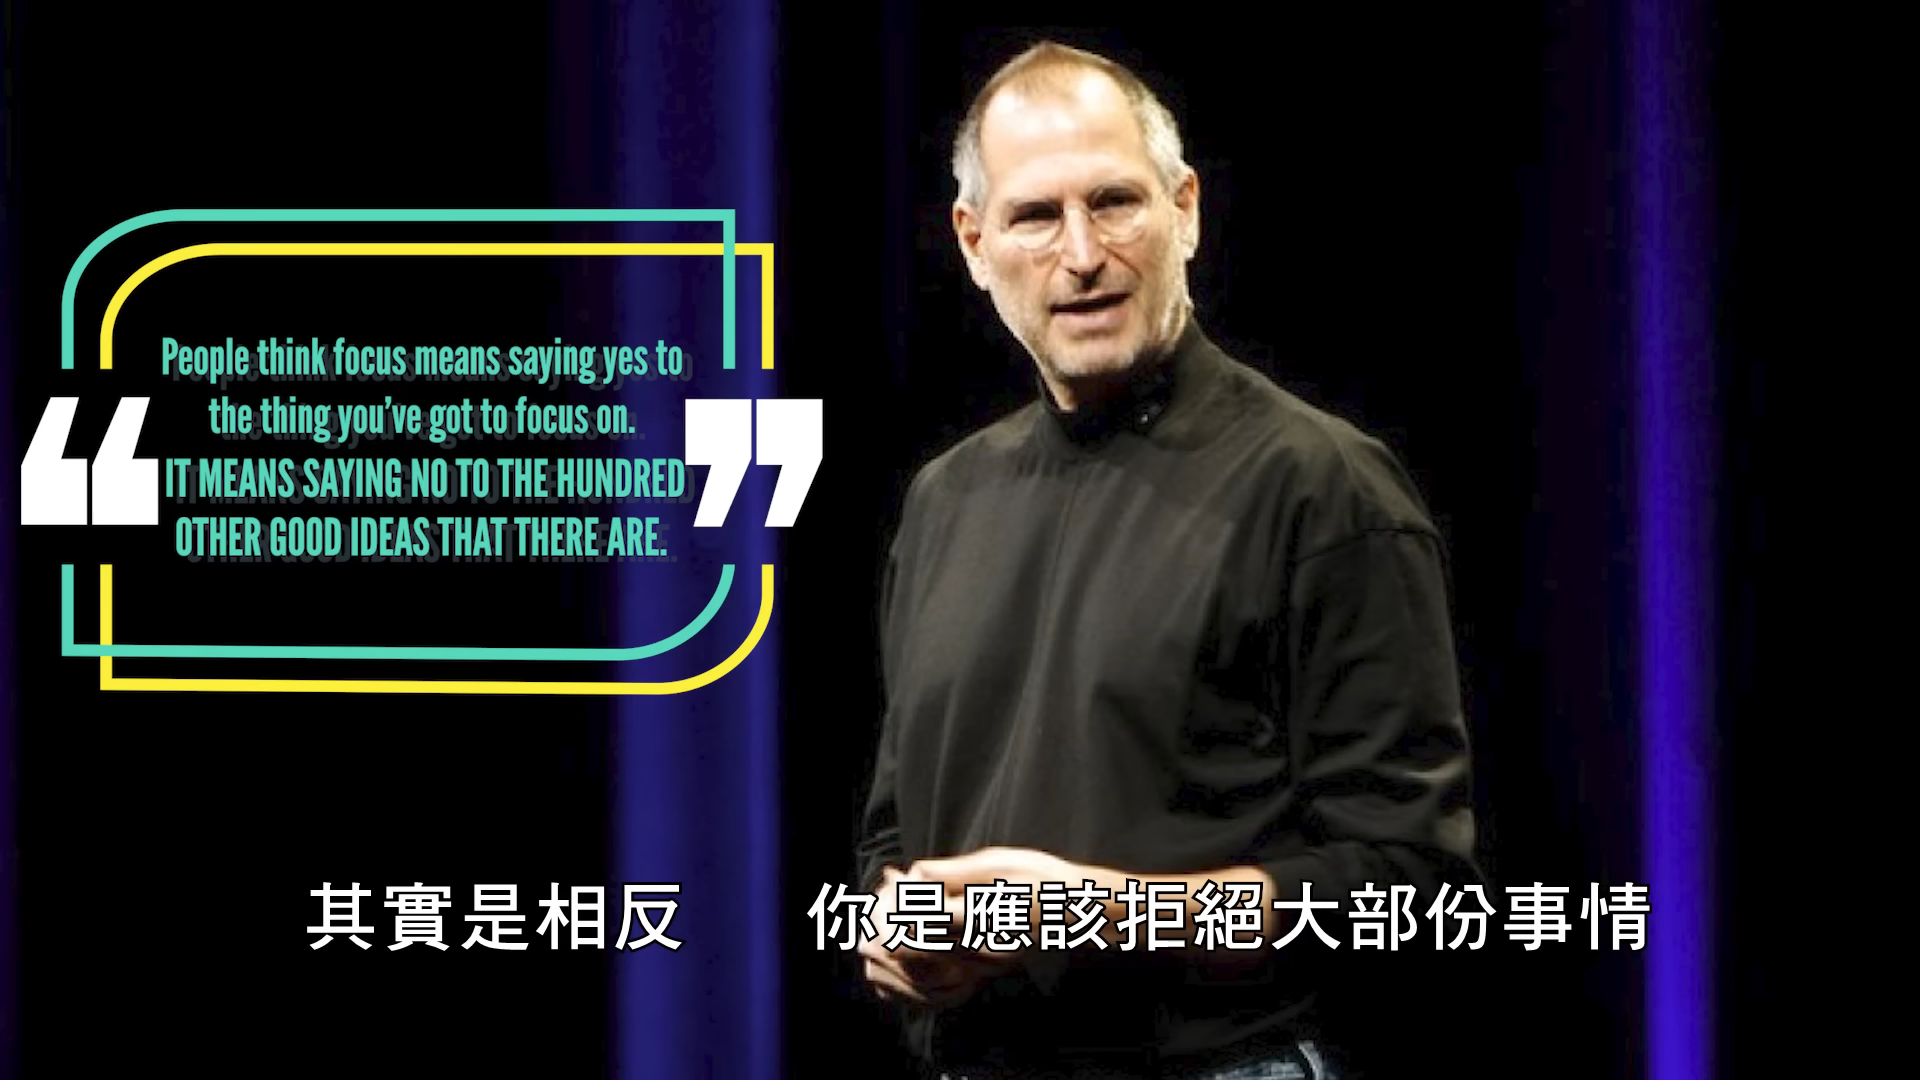 People think focus means saying yes to
the thing you’ve got to focus on.
IT MEANS SAYING NO TO THE HUNDRED
OTHER GOOD IDEAS THAT THERE ARE.
其實是相反 你是應該拒絕大部份事情